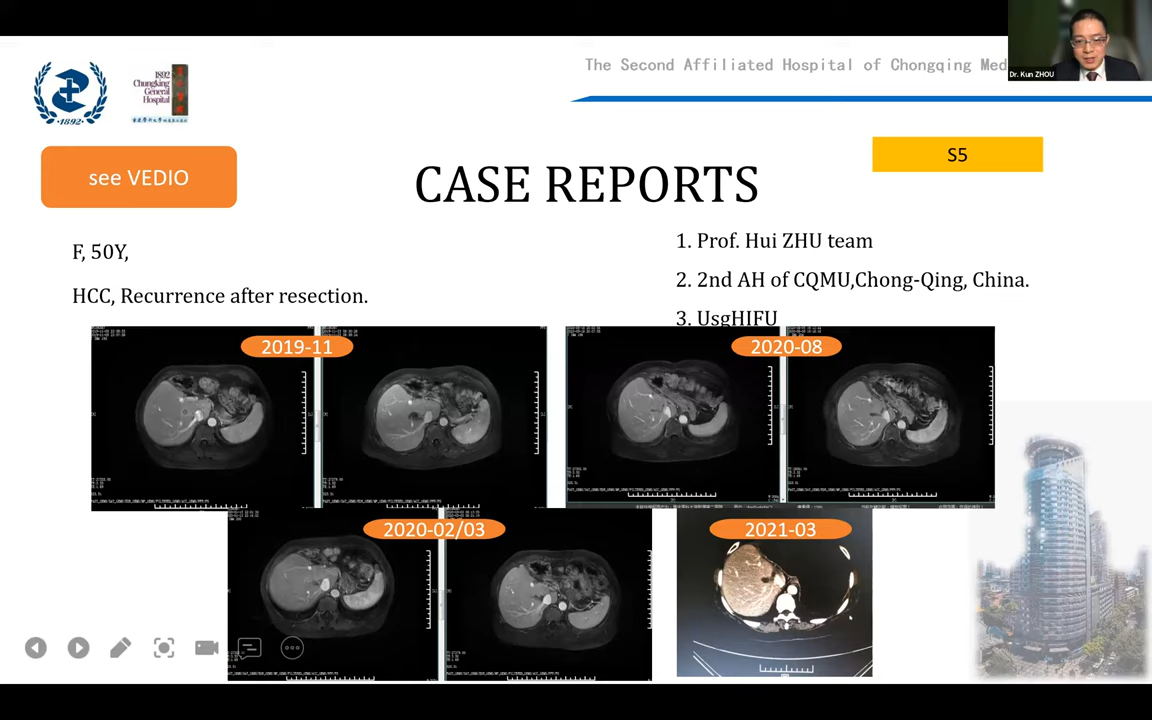 The Second Affiliated Hospital of Chongqing Med
Dr. Kun ZHOU
1892
1892
Chungking
General
Hospital
see VEDIO
S5
CASE REPORTS
F, 50Y,
HCC, Recurrence after resection.
1. Prof. Hui ZHU team
2. 2nd AH of CQMU,Chong-Qing, China.
3. UsgHIFU
2019-11
2020-08
2020-02/03
2021-03